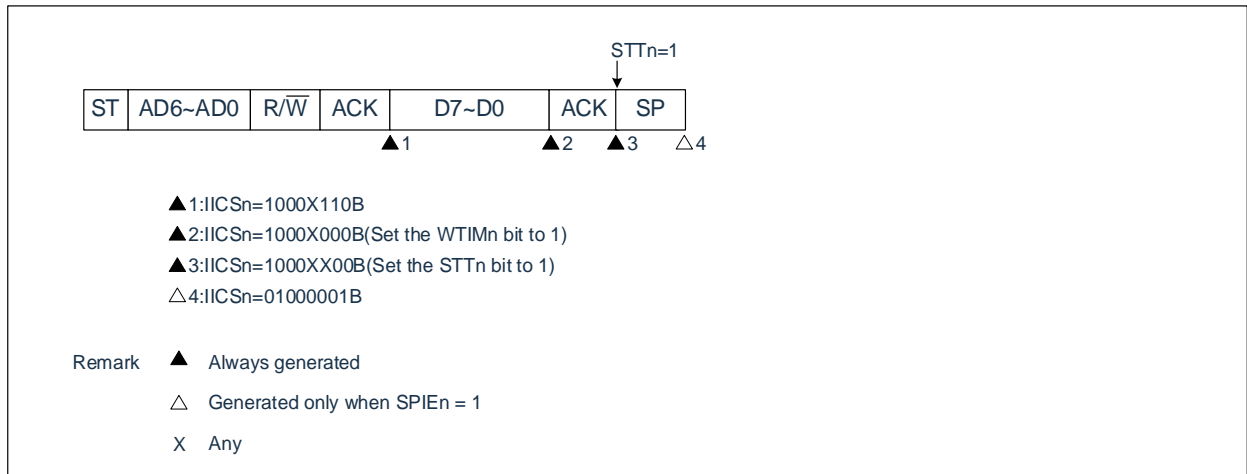 STTn=1
ST AD6~AD0 R/W̅ ACK D7~D0 ACK SP
▲1 ▲2 ▲3 △4
▲1:IICSn=1000X110B
▲2:IICSn=1000X000B(Set the WTIMn bit to 1)
▲3:IICSn=1000XX00B(Set the STTn bit to 1)
△4:IICSn=01000001B
Remark ▲ Always generated
△ Generated only when SPIEn = 1
X Any